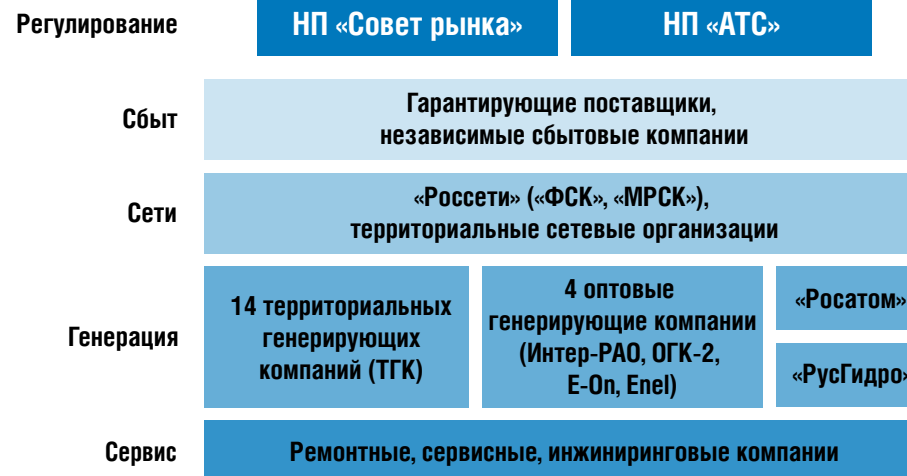 Регулирование
НП «Совет рынка»
НП «АТС»
Сбыт
Гарантирующие поставщики,
независимые сбытовые компании
Сети
«Россети» («ФСК», «МРСК»),
территориальные сетевые организации
Генерация
14 территориальных
генерирующих
компаний (ТГК)
4 оптовые
генерирующие компании
(Интер-РАО, ОГК-2,
E-On, Enel)
«Росатом»
«РусГидро»
Сервис
Ремонтные, сервисные, инжиниринговые компании